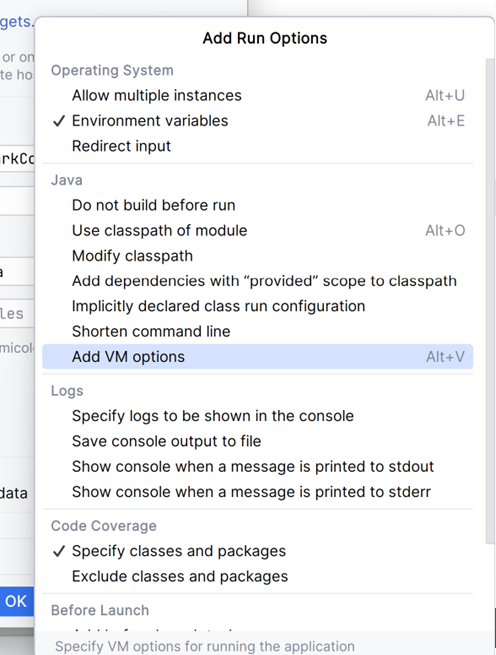 gets.
Add Run Options
or on
te ho
Operating System
Allow multiple instances Alt+U
Environment variables Alt+E
Redirect input
rkCo
Java
Do not build before run
Use classpath of module Alt+O
Modify classpath
a
Add dependencies with “provided” scope to classpath
Implicitly declared class run configuration
les
Shorten command line
micol
Add VM options Alt+V
Logs
Specify logs to be shown in the console
Save console output to file
Show console when a message is printed to stdout
data
Show console when a message is printed to stderr
Code Coverage
Specify classes and packages
Exclude classes and packages
OK
Before Launch
Specify VM options for running the application